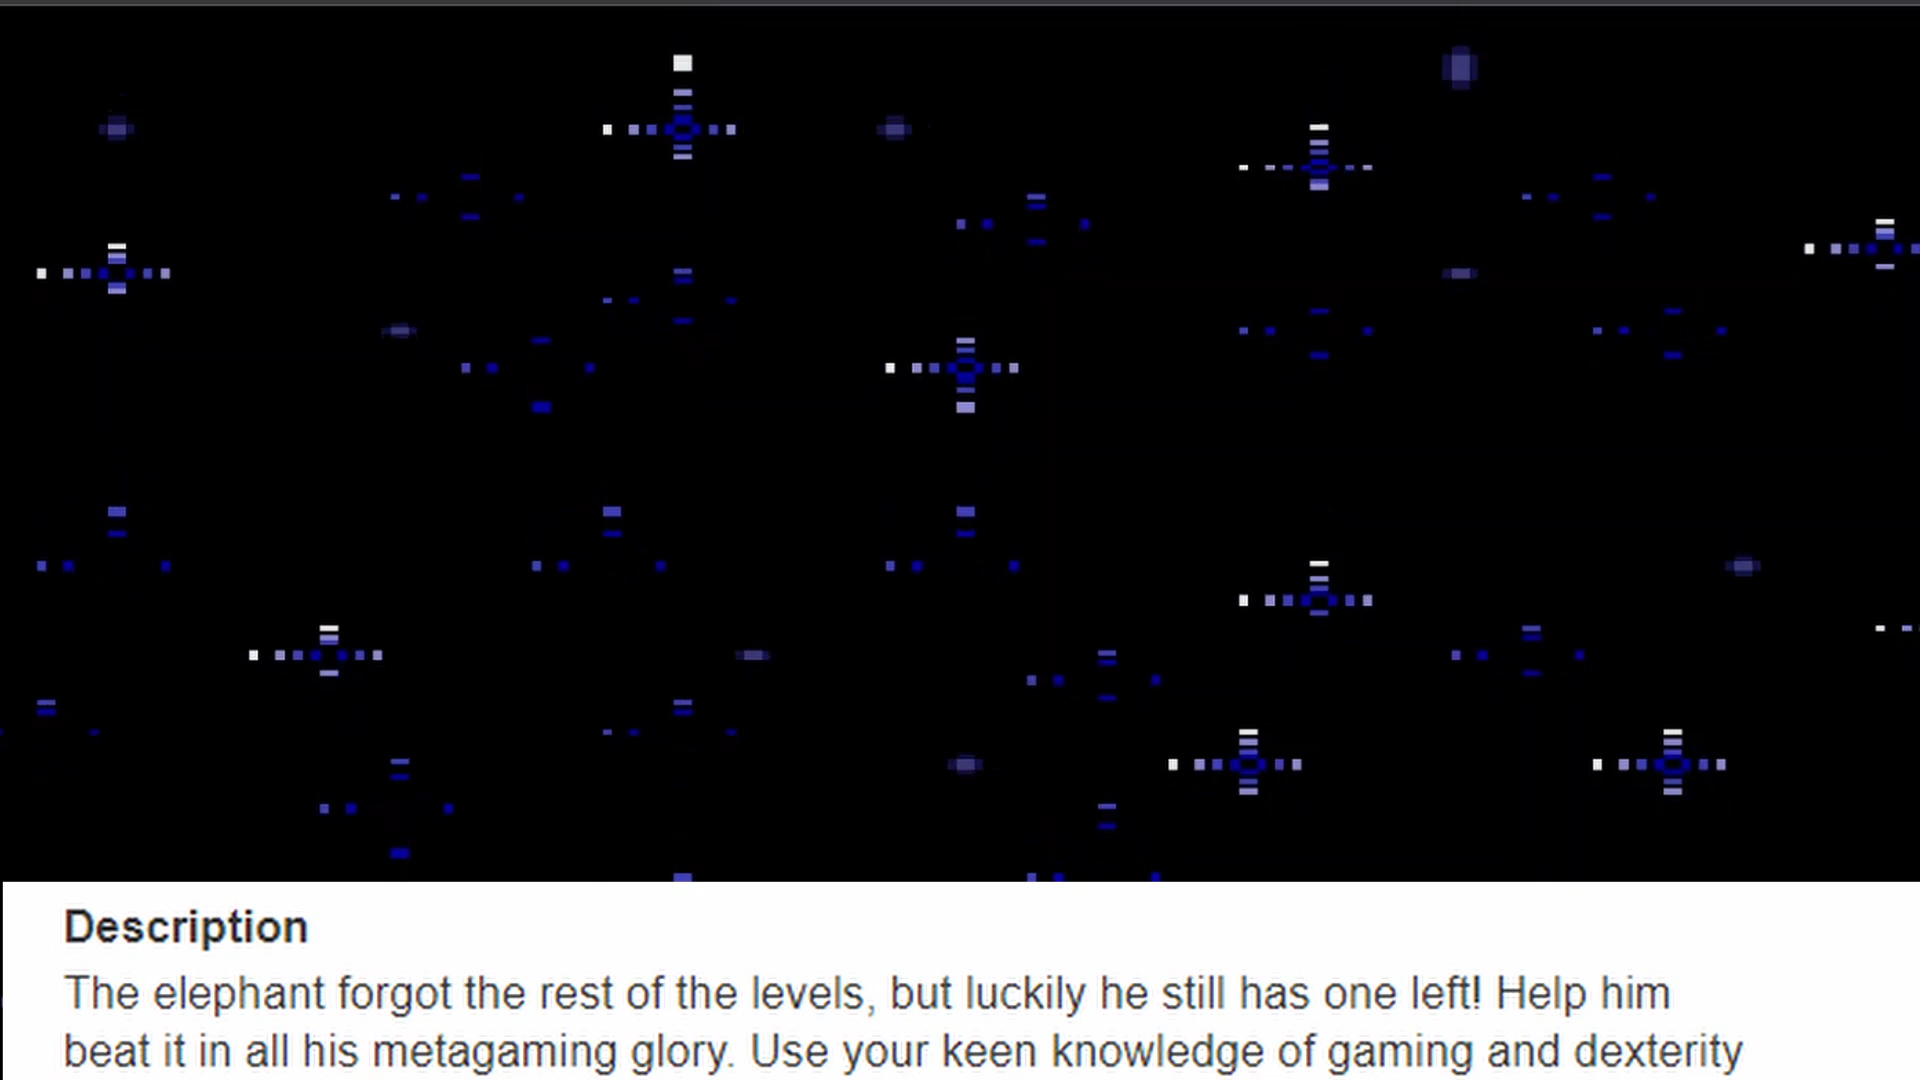 Description
The elephant forgot the rest of the levels, but luckily he still has one left! Help him
beat it in all his metagaming glory. Use your keen knowledge of gaming and dexterity